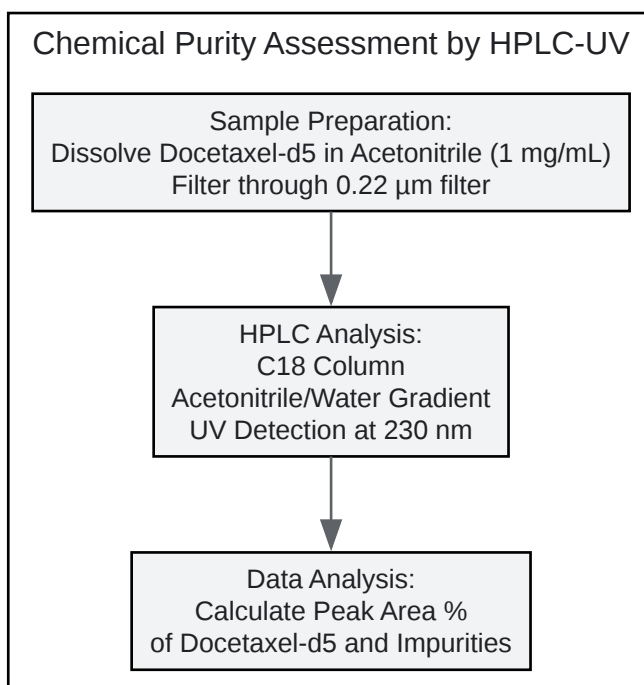 Chemical Purity Assessment by HPLC-UV
Sample Preparation:
Dissolve Docetaxel-d5 in Acetonitrile (1 mg/mL)
Filter through 0.22 µm filter
HPLC Analysis:
C18 Column
Acetonitrile/Water Gradient
UV Detection at 230 nm
Data Analysis:
Calculate Peak Area %
of Docetaxel-d5 and Impurities